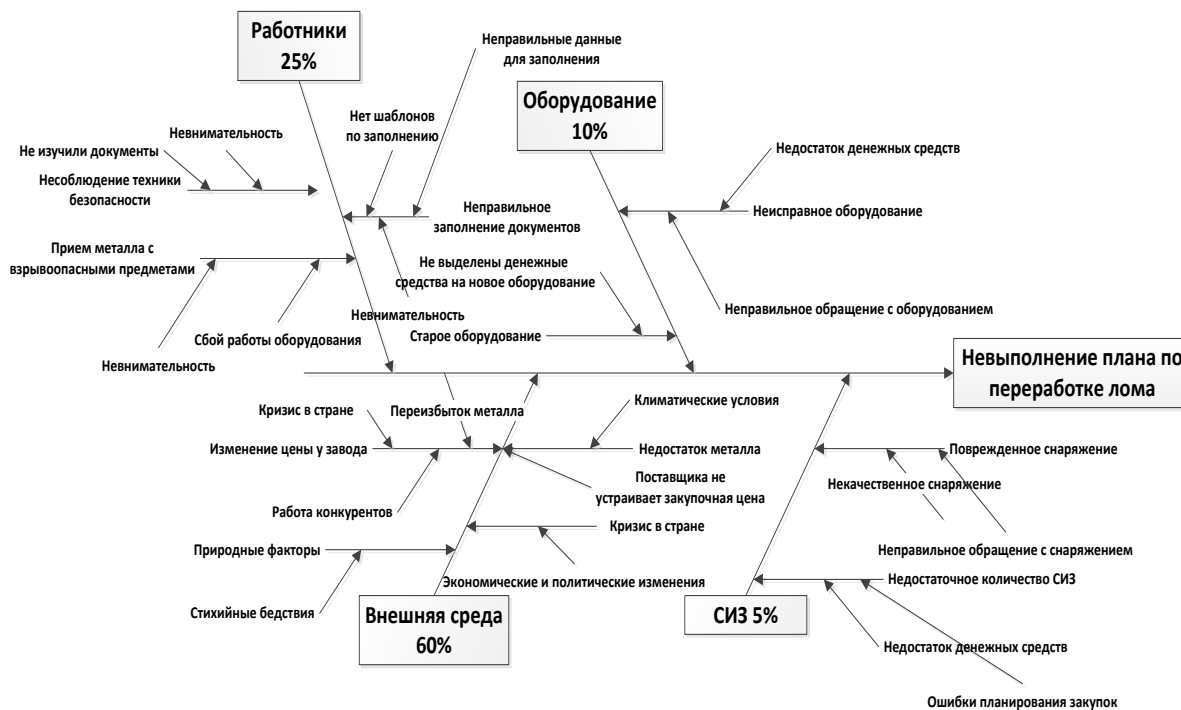 Работники
25%
Неправильные данные
для заполнения
Оборудование
10%
Нет шаблонов
по заполнению
Невнимательность
Не изучили документы
Несоблюдение техники
безопасности
Недостаток денежных средств
Неисправное оборудование
Неправильное
заполнение документов
Прием металла с
взрывоопасными предметами
Не выделены денежные
средства на новое оборудование
Неправильное обращение с оборудованием
Невнимательность
Старое оборудование
Сбой работы оборудования
Невнимательность
Невыполнение плана по
переработке лома
Кризис в стране
Переизбыток металла
Климатические условия
Изменение цены у завода
Недостаток металла
Поврежденное снаряжение
Поставщика не
устраивает закупочная цена
Некачественное снаряжение
Работа конкурентов
Кризис в стране
Природные факторы
Неправильное обращение с снаряжением
Экономические и политические изменения
Недостаточное количество СИЗ
Стихийные бедствия
Внешняя среда
60%
СИЗ 5%
Недостаток денежных средств
Ошибки планирования закупок